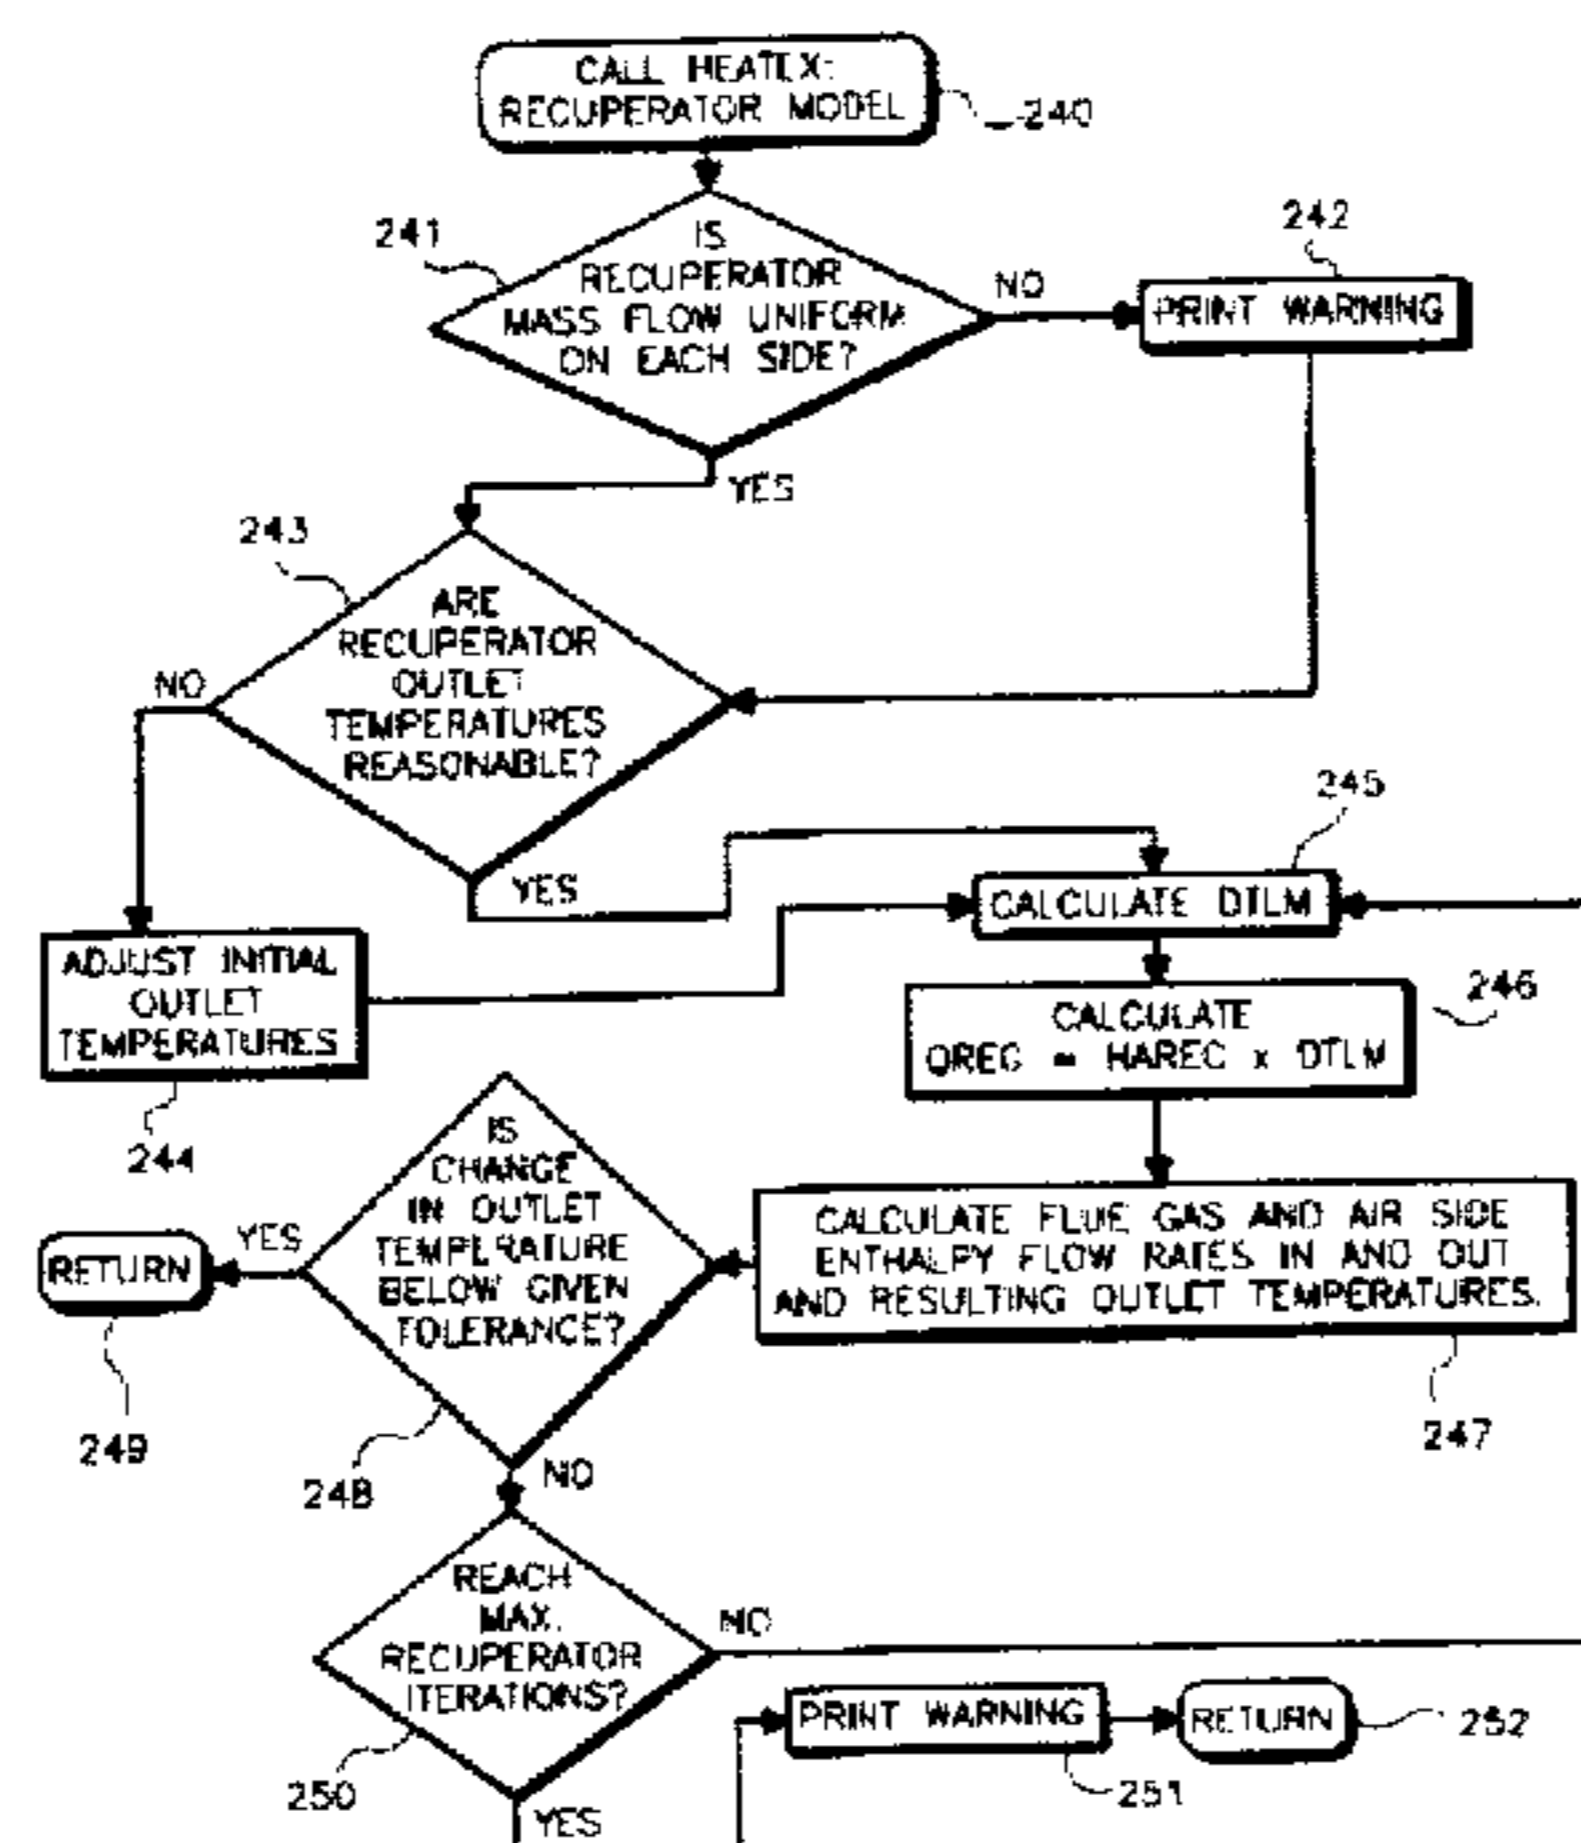 CALL HEATEX:
RECUPERATOR MODEL
240
241
IS
RECUPERATOR
MASS FLOW UNIFORM
ON EACH SIDE?
NO
242
PRINT WARNING
YES
243
ARE
RECUPERATOR
OUTLET
TEMPERATURES
REASONABLE?
NO
YES
245
CALCULATE DTLM
ADJUST INITIAL
OUTLET
TEMPERATURES
244
246
CALCULATE
QREG = HAREC x DTLM
IS
CHANGE
IN OUTLET
TEMPERATURE
BELOW GIVEN
TOLERANCE?
CALCULATE FLUE GAS AND AIR SIDE
ENTHALPY FLOW RATES IN AND OUT
AND RESULTING OUTLET TEMPERATURES.
247
YES
RETURN
249
248
NO
REACH
MAX.
RECUPERATOR
ITERATIONS?
NO
250
YES
PRINT WARNING
251
RETURN
252